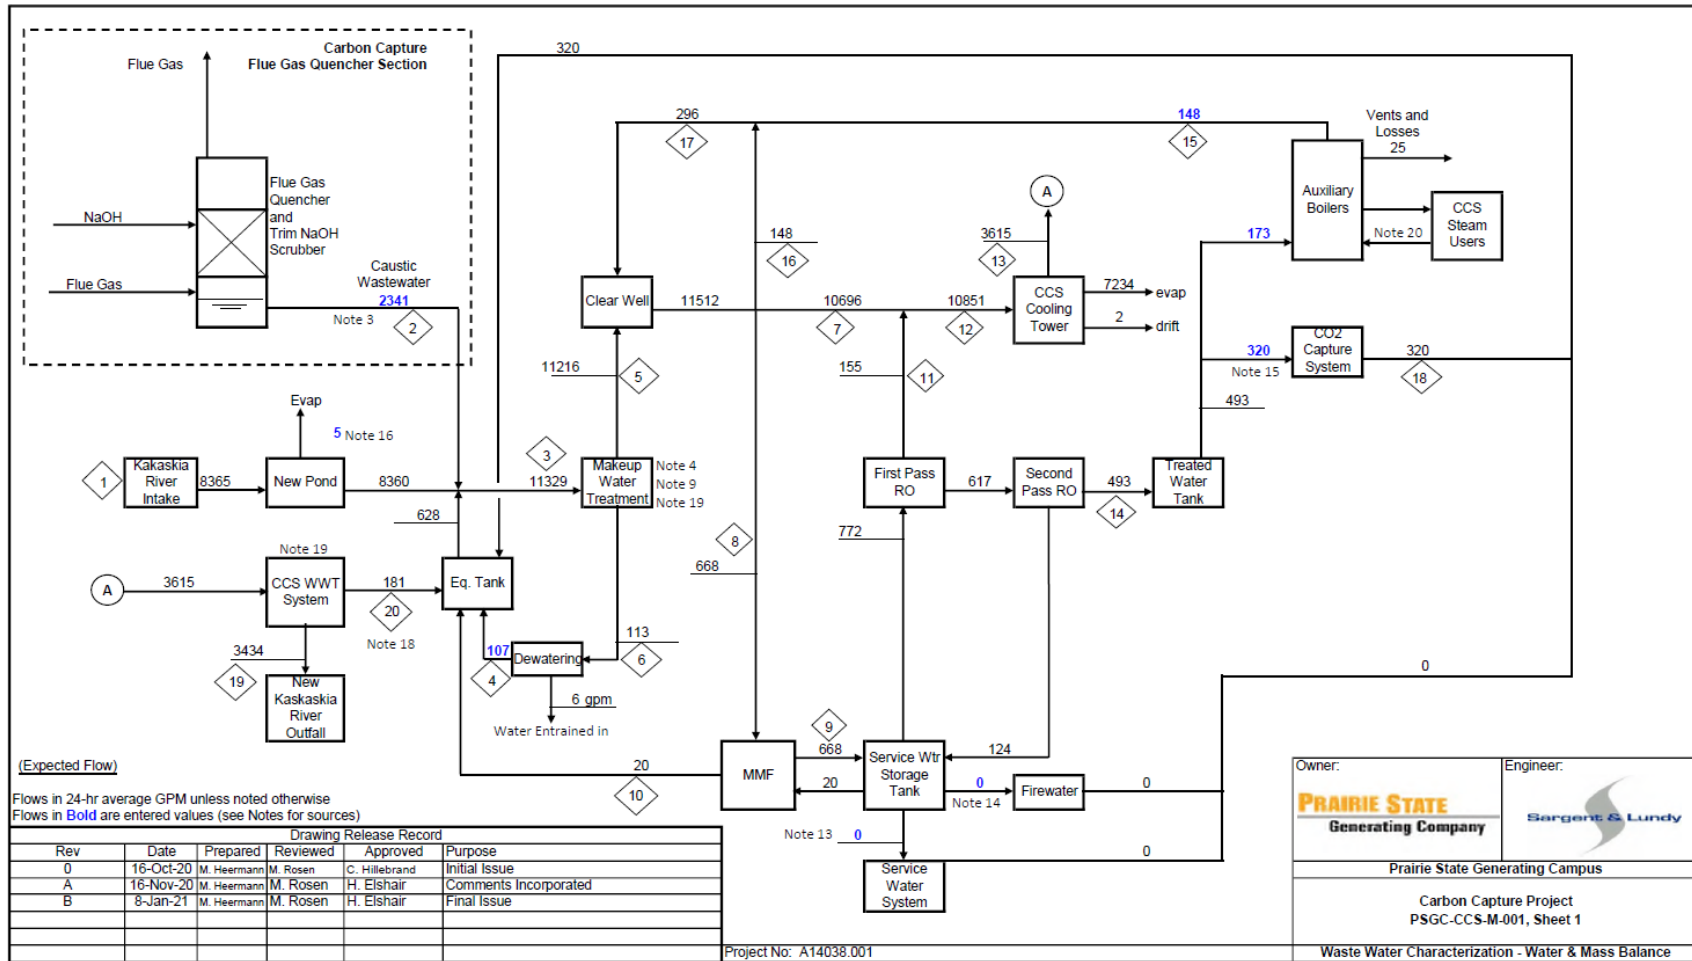 Carbon Capture
Flue Gas Quencher Section
Flue Gas
Flue Gas
Quencher
and
Trim NaOH
Scrubber
NaOH
Flue Gas
Caustic
Wastewater
2341
Note 3
2
320
296
17
148
15
148
16
Vents and
Losses
25
Auxiliary
Boilers
CCS
Steam
Users
Note 20
173
A
3615
13
Clear Well
11512
10696
7
10851
12
CCS
Cooling
Tower
7234
evap
2
drift
320
Note 15
CO2
Capture
System
320
18
493
11216
5
155
11
Evap
5 Note 16
1
Kakaskia
River
Intake
8365
New Pond
8360
3
11329
Makeup
Water
Treatment
Note 4
Note 9
Note 19
First Pass
RO
617
Second
Pass RO
493
14
Treated
Water
Tank
628
772
8
668
Note 19
A
3615
CCS WWT
System
181
20
Note 18
Eq. Tank
3434
19
New
Kaskaskia
River
Outfall
107
4
Dewatering
113
6
6 gpm
Water Entrained in
0
9
MMF
668
20
Service Wtr
Storage
Tank
124
0
Note 14
Firewater
0
20
10
Note 13
0
Service
Water
System
0
(Expected Flow)
Flows in 24-hr average GPM unless noted otherwise
Flows in Bold are entered values (see Notes for sources)
Drawing Release Record
Rev Date Prepared Reviewed Approved Purpose
0 16-Oct-20 M. Heermann M. Rosen C. Hillebrand Initial Issue
A 16-Nov-20 M. Heermann M. Rosen H. Elshair Comments Incorporated
B 8-Jan-21 M. Heermann M. Rosen H. Elshair Final Issue
Project No: A14038.001
Owner:
PRAIRIE STATE
Generating Company
Engineer:
Sargent & Lundy
Prairie State Generating Campus
Carbon Capture Project
PSGC-CCS-M-001, Sheet 1
Waste Water Characterization - Water & Mass Balance